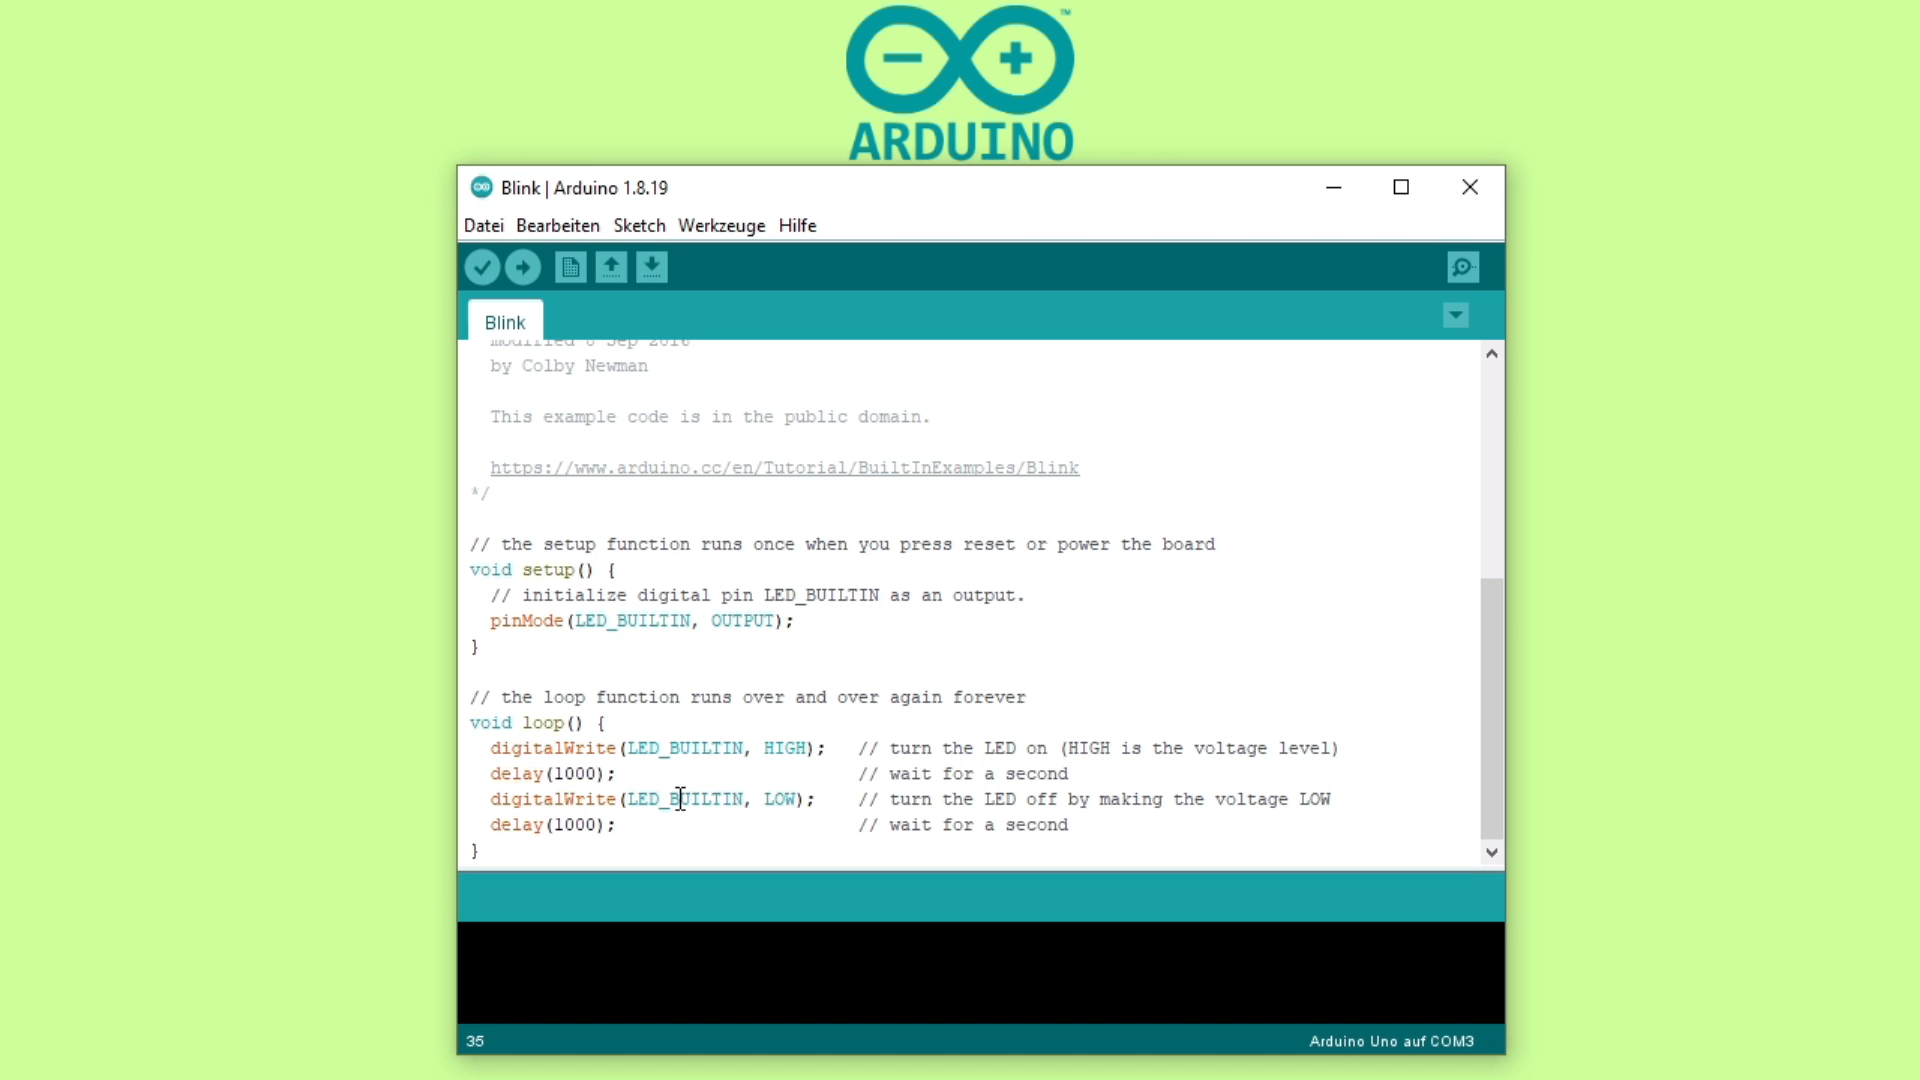 TM
ARDUINO
Blink | Arduino 1.8.19
Datei Bearbeiten Sketch Werkzeuge Hilfe
Blink
modified 8 Sep 2016
by Colby Newman
This example code is in the public domain.
https://www.arduino.cc/en/Tutorial/BuiltInExamples/Blink
*/
// the setup function runs once when you press reset or power the board
void setup() {
// initialize digital pin LED_BUILTIN as an output.
pinMode(LED_BUILTIN, OUTPUT);
}
// the loop function runs over and over again forever
void loop() {
digitalWrite(LED_BUILTIN, HIGH);   // turn the LED on (HIGH is the voltage level)
delay(1000);                       // wait for a second
digitalWrite(LED_BUILTIN, LOW);    // turn the LED off by making the voltage LOW
delay(1000);                       // wait for a second
}
35
Arduino Uno auf COM3